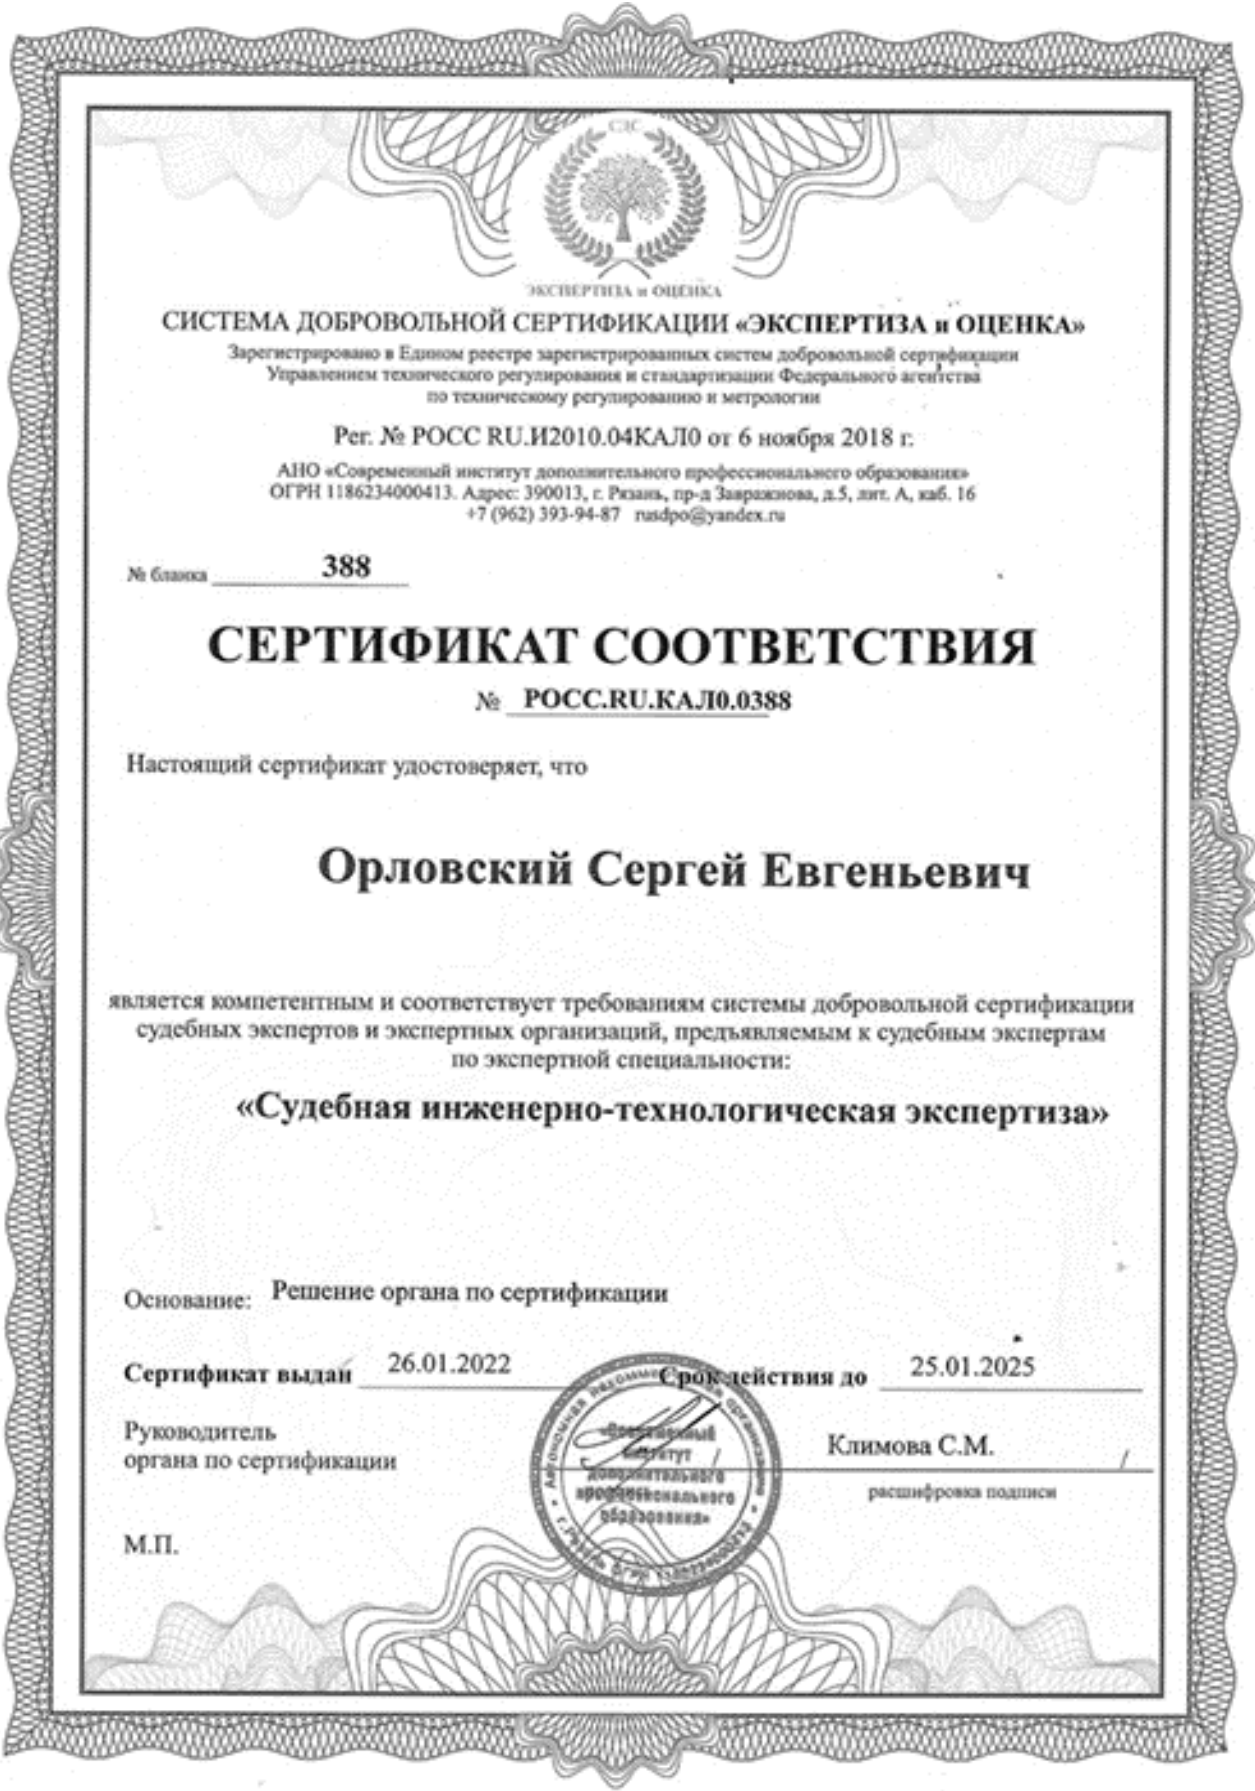 СДС
ЭКСПЕРТИЗА и ОЦЕНКА
СИСТЕМА ДОБРОВОЛЬНОЙ СЕРТИФИКАЦИИ «ЭКСПЕРТИЗА и ОЦЕНКА»
Зарегистрировано в Едином реестре зарегистрированных систем добровольной сертификации
Управлением технического регулирования и стандартизации Федерального агентства
по техническому регулированию и метрологии
Рег. № РОСС RU.И2010.04КАЛ0 от 6 ноября 2018 г.
АНО «Современный институт дополнительного профессионального образования»
ОГРН 1186234000413. Адрес: 390013, г. Рязань, пр-д Завражнова, д.5, лит. А, каб. 16
+7 (962) 393-94-87 rusdpo@yandex.ru
№ бланка 388
СЕРТИФИКАТ СООТВЕТСТВИЯ
№ РОСС.RU.КАЛ0.0388
Настоящий сертификат удостоверяет, что
Орловский Сергей Евгеньевич
является компетентным и соответствует требованиям системы добровольной сертификации
судебных экспертов и экспертных организаций, предъявляемым к судебным экспертам
по экспертной специальности:
«Судебная инженерно-технологическая экспертиза»
Основание: Решение органа по сертификации
Сертификат выдан 26.01.2022 Срок действия до 25.01.2025
Руководитель
органа по сертификации
Климова С.М. /
расшифровка подписи
М.П.
«Современный
институт
дополнительного
профессионального
образования»